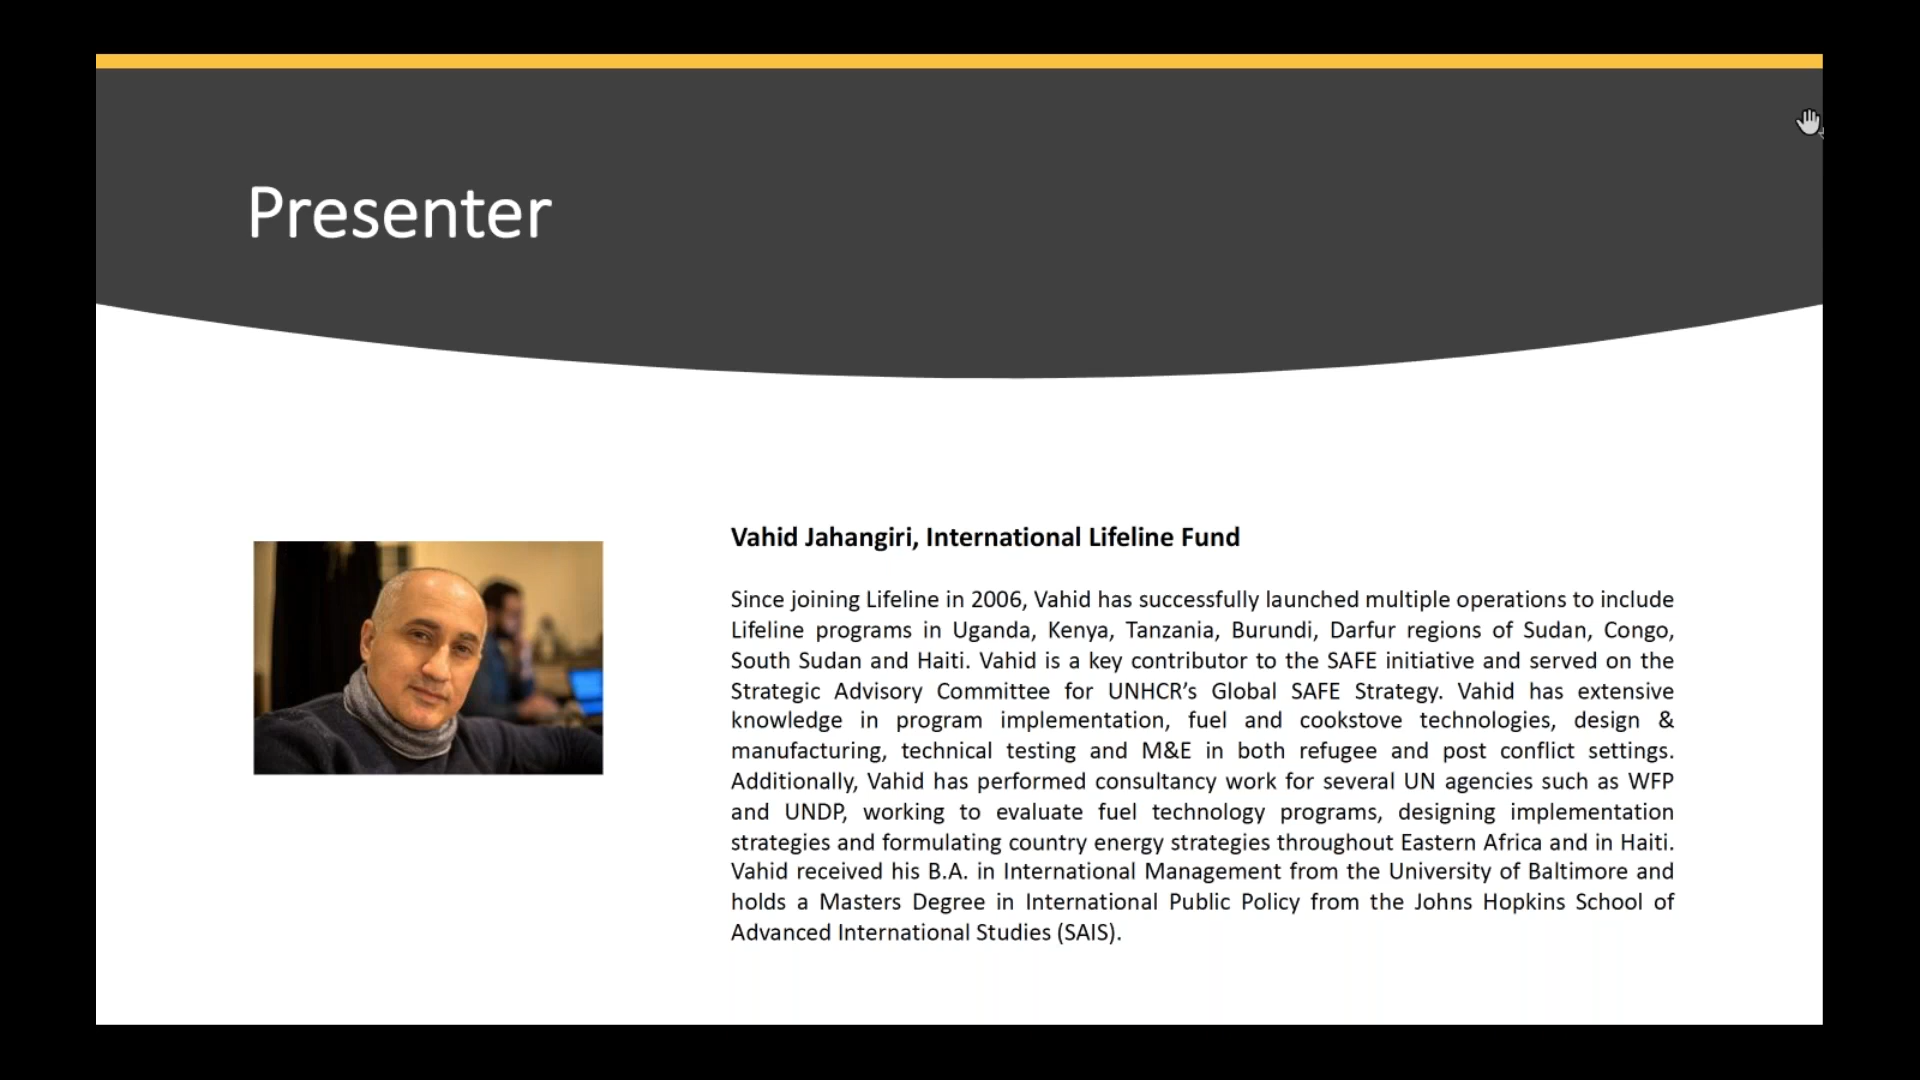 Presenter
Vahid Jahangiri, International Lifeline Fund
Since joining Lifeline in 2006, Vahid has successfully launched multiple operations to include
Lifeline programs in Uganda, Kenya, Tanzania, Burundi, Darfur regions of Sudan, Congo,
South Sudan and Haiti. Vahid is a key contributor to the SAFE initiative and served on the
Strategic Advisory Committee for UNHCR’s Global SAFE Strategy. Vahid has extensive
knowledge in program implementation, fuel and cookstove technologies, design &
manufacturing, technical testing and M&E in both refugee and post conflict settings.
Additionally, Vahid has performed consultancy work for several UN agencies such as WFP
and UNDP, working to evaluate fuel technology programs, designing implementation
strategies and formulating country energy strategies throughout Eastern Africa and in Haiti.
Vahid received his B.A. in International Management from the University of Baltimore and
holds a Masters Degree in International Public Policy from the Johns Hopkins School of
Advanced International Studies (SAIS).